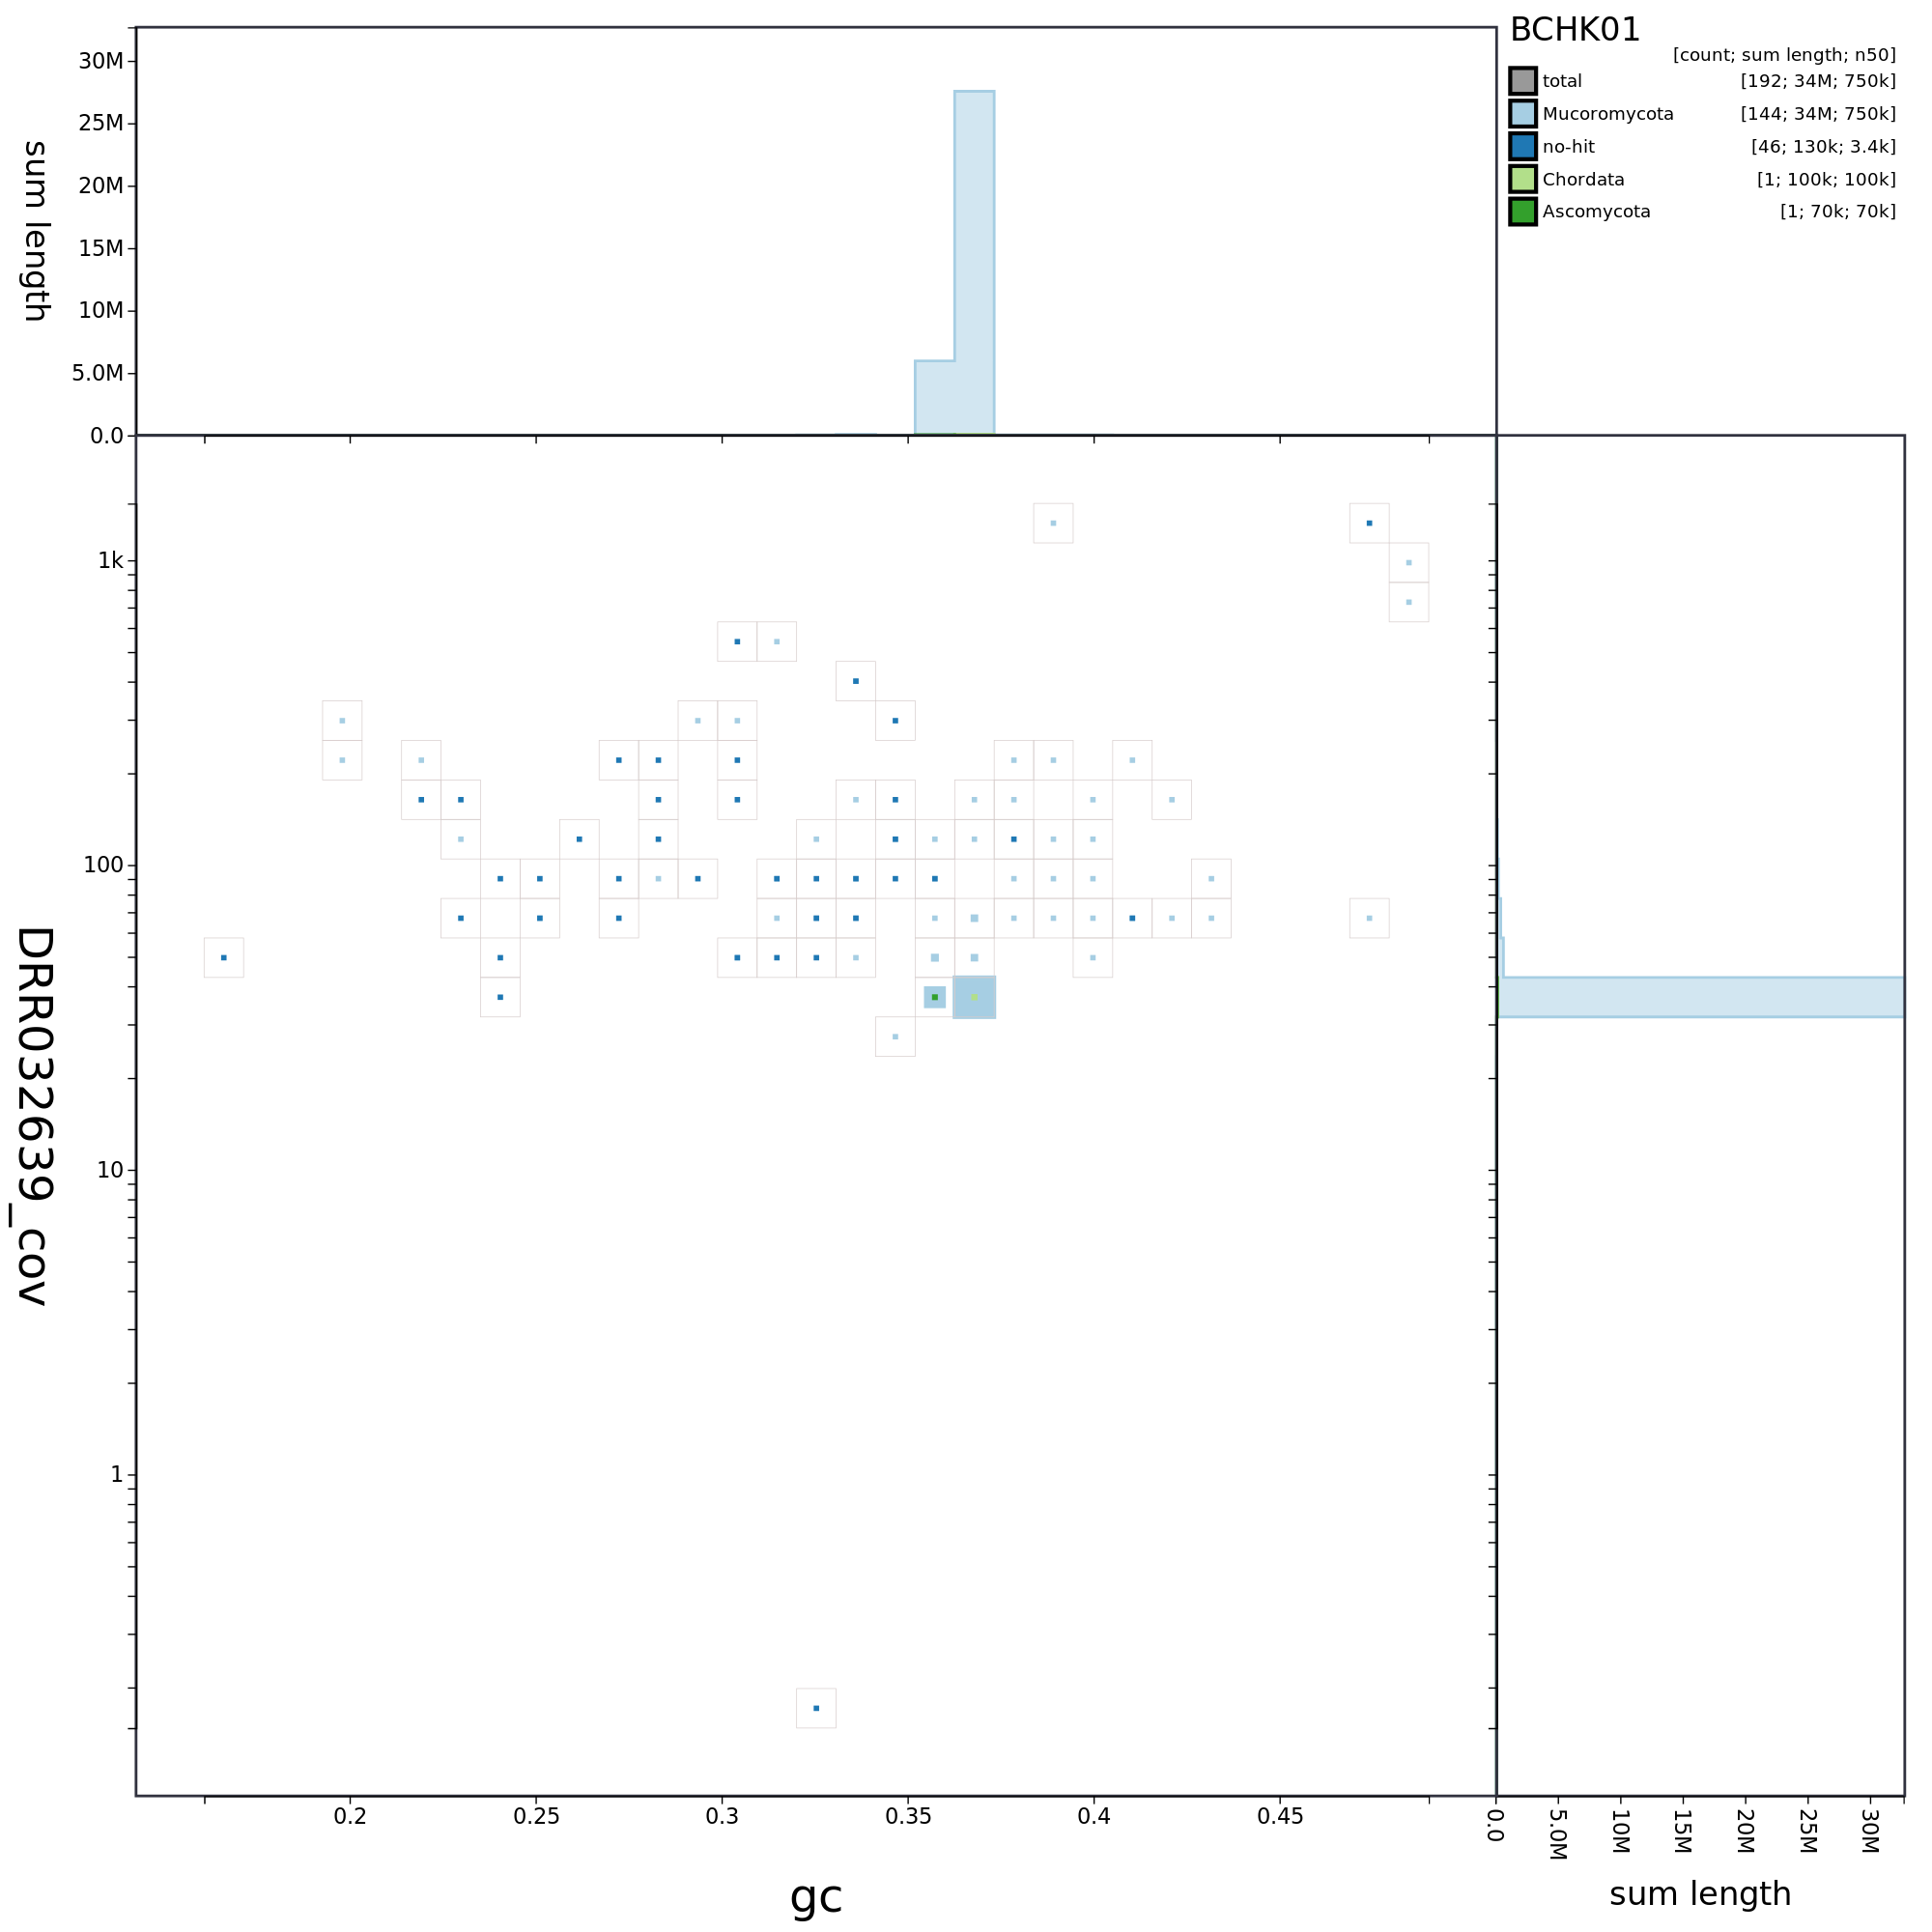 BCHK01
[count; sum length; n50]
total [192; 34M; 750k]
Mucoromycota [144; 34M; 750k]
no-hit [46; 130k; 3.4k]
Chordata [1; 100k; 100k]
Ascomycota [1; 70k; 70k]
sum length
30M
25M
20M
15M
10M
5.0M
0.0
DRR032639_cov
1k
100
10
1
0.2 0.25 0.3 0.35 0.4 0.45
gc
0.0 5.0M 10M 15M 20M 25M 30M
sum length